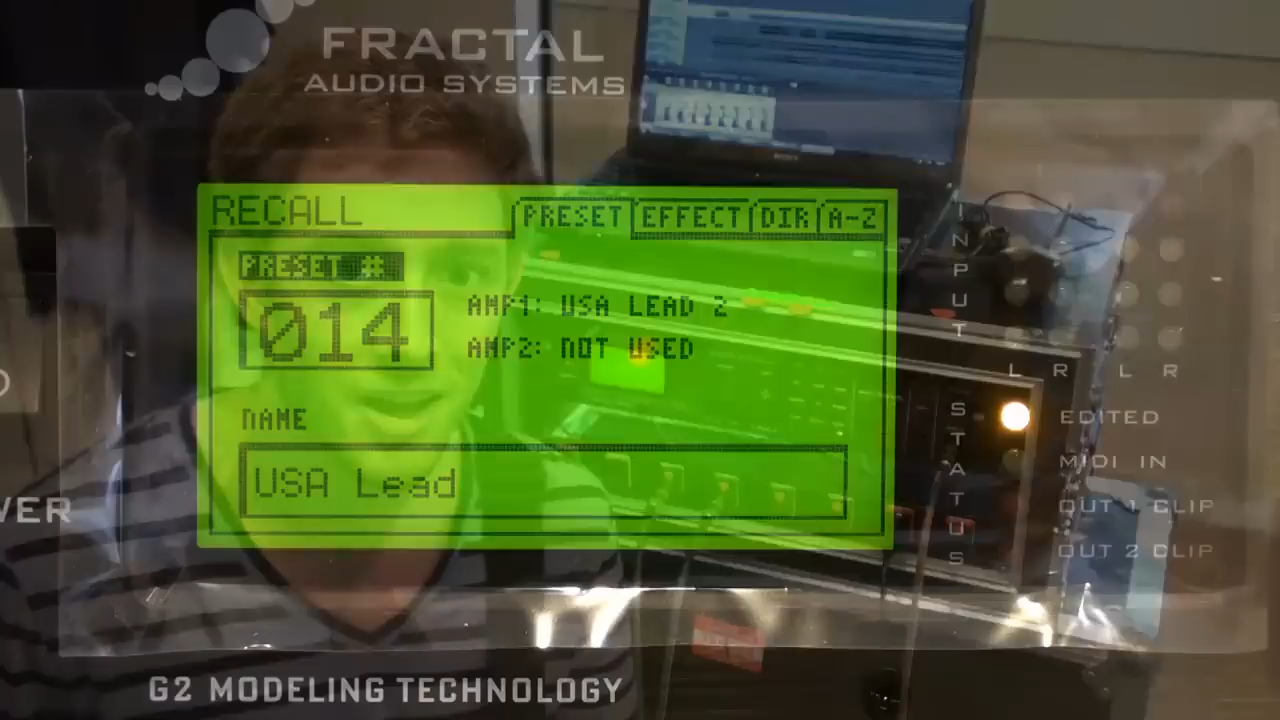 FRACTAL
AUDIO SYSTEMS
RECALL
PRESET EFFECT DIR A-Z
PRESET #
014
AMP1: USA LEAD 2
AMP2: NOT USED
NAME
USA Lead
INPUT
L R L R
STATUS
EDITED
MIDI IN
OUT 1 CLIP
OUT 2 CLIP
G2 MODELING TECHNOLOGY